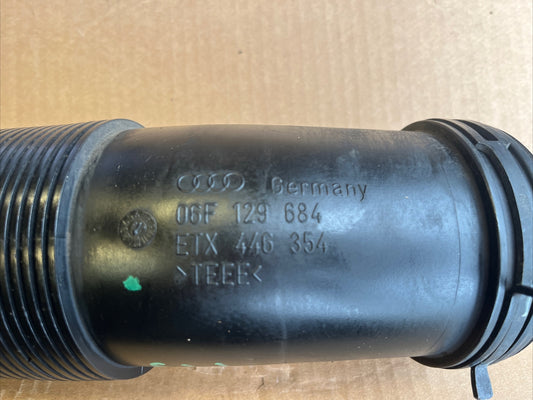 Germany
06F 129 684
ETX 446 354
>TEEE<